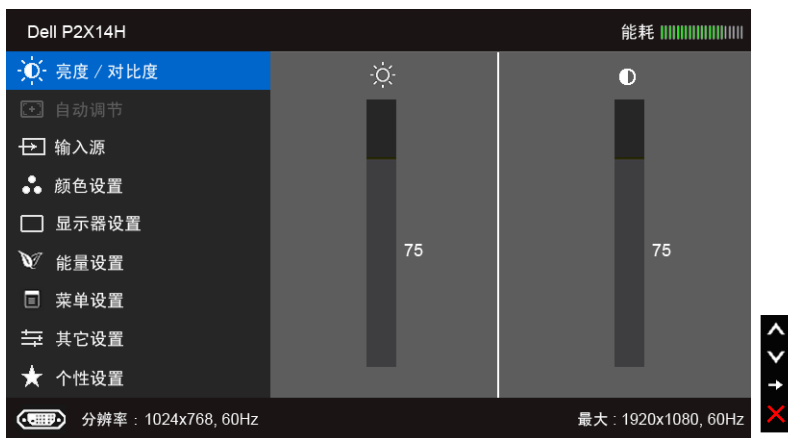 Dell P2X14H
能耗
亮度 / 对比度
自动调节
输入源
颜色设置
显示器设置
能量设置
菜单设置
其它设置
个性设置
75
75
分辨率 : 1024x768, 60Hz
最大 : 1920x1080, 60Hz